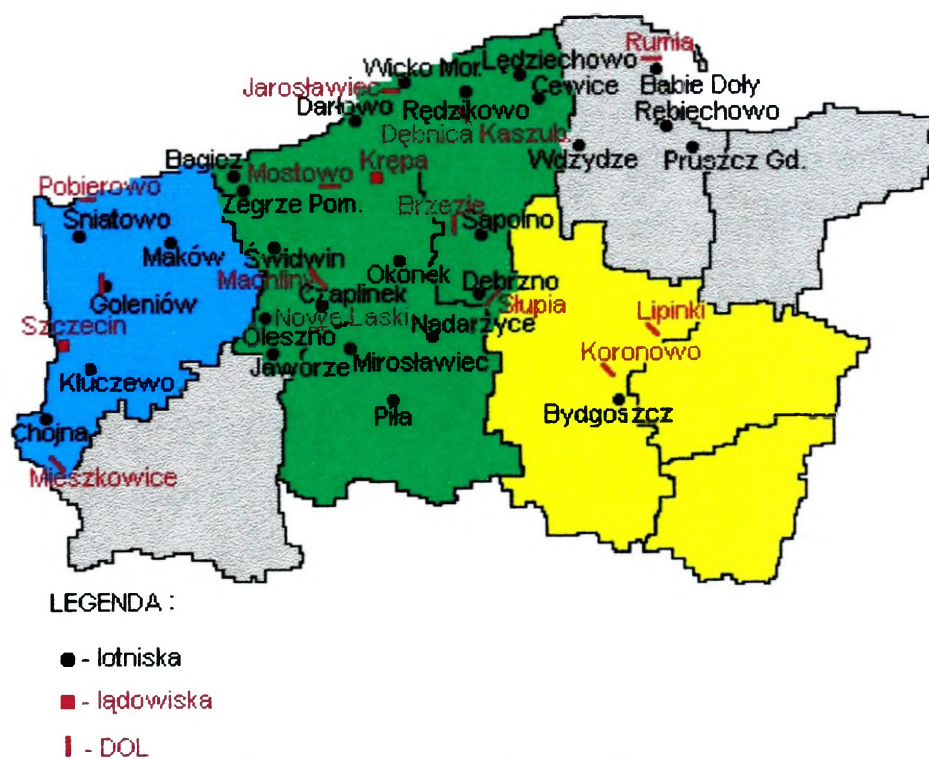 Rumia
Lędziechowo
Wicko Mor.
Jarosławiec
Cewice
Babie Doły
Darłowo
Rędzikowo
Rębiechowo
Dębnica Kaszub.
Bagicz
Wdzydze
Pruszcz Gd.
Mostowo
Krępa
Pobierowo
Zegrze Pom.
Brzezie
Sąpolno
Śniatowo
Maków
Świdwin
Okonek
Machliny
Debrzno
Goleniów
Czaplinek
Słupia
Lipinki
Szczecin
Nowe Laski
Nadarzyce
Oleszno
Koronowo
Jaworze
Mirosławiec
Kluczewo
Piła
Bydgoszcz
Chojna
Mieszkowice
LEGENDA :
- lotniska
- lądowiska
- DOL